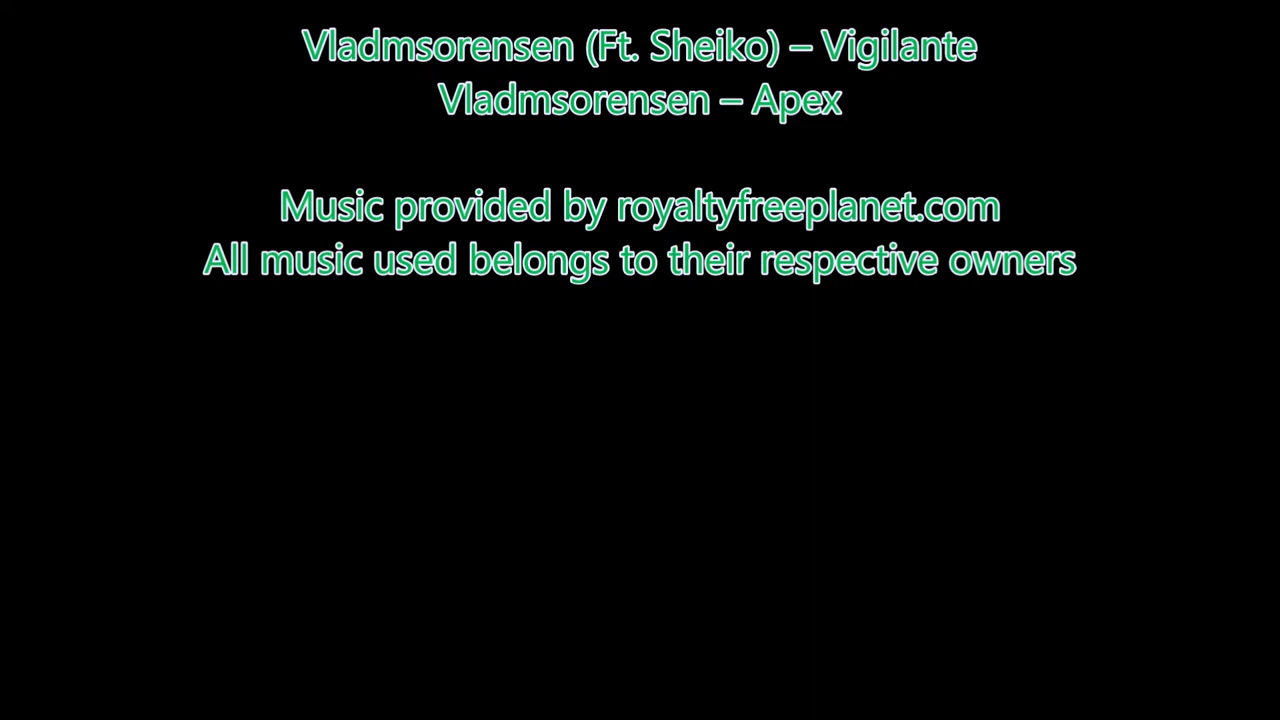 Vladmsorensen (Ft. Sheiko) – Vigilante
Vladmsorensen – Apex
Music provided by royaltyfreeplanet.com
All music used belongs to their respective owners